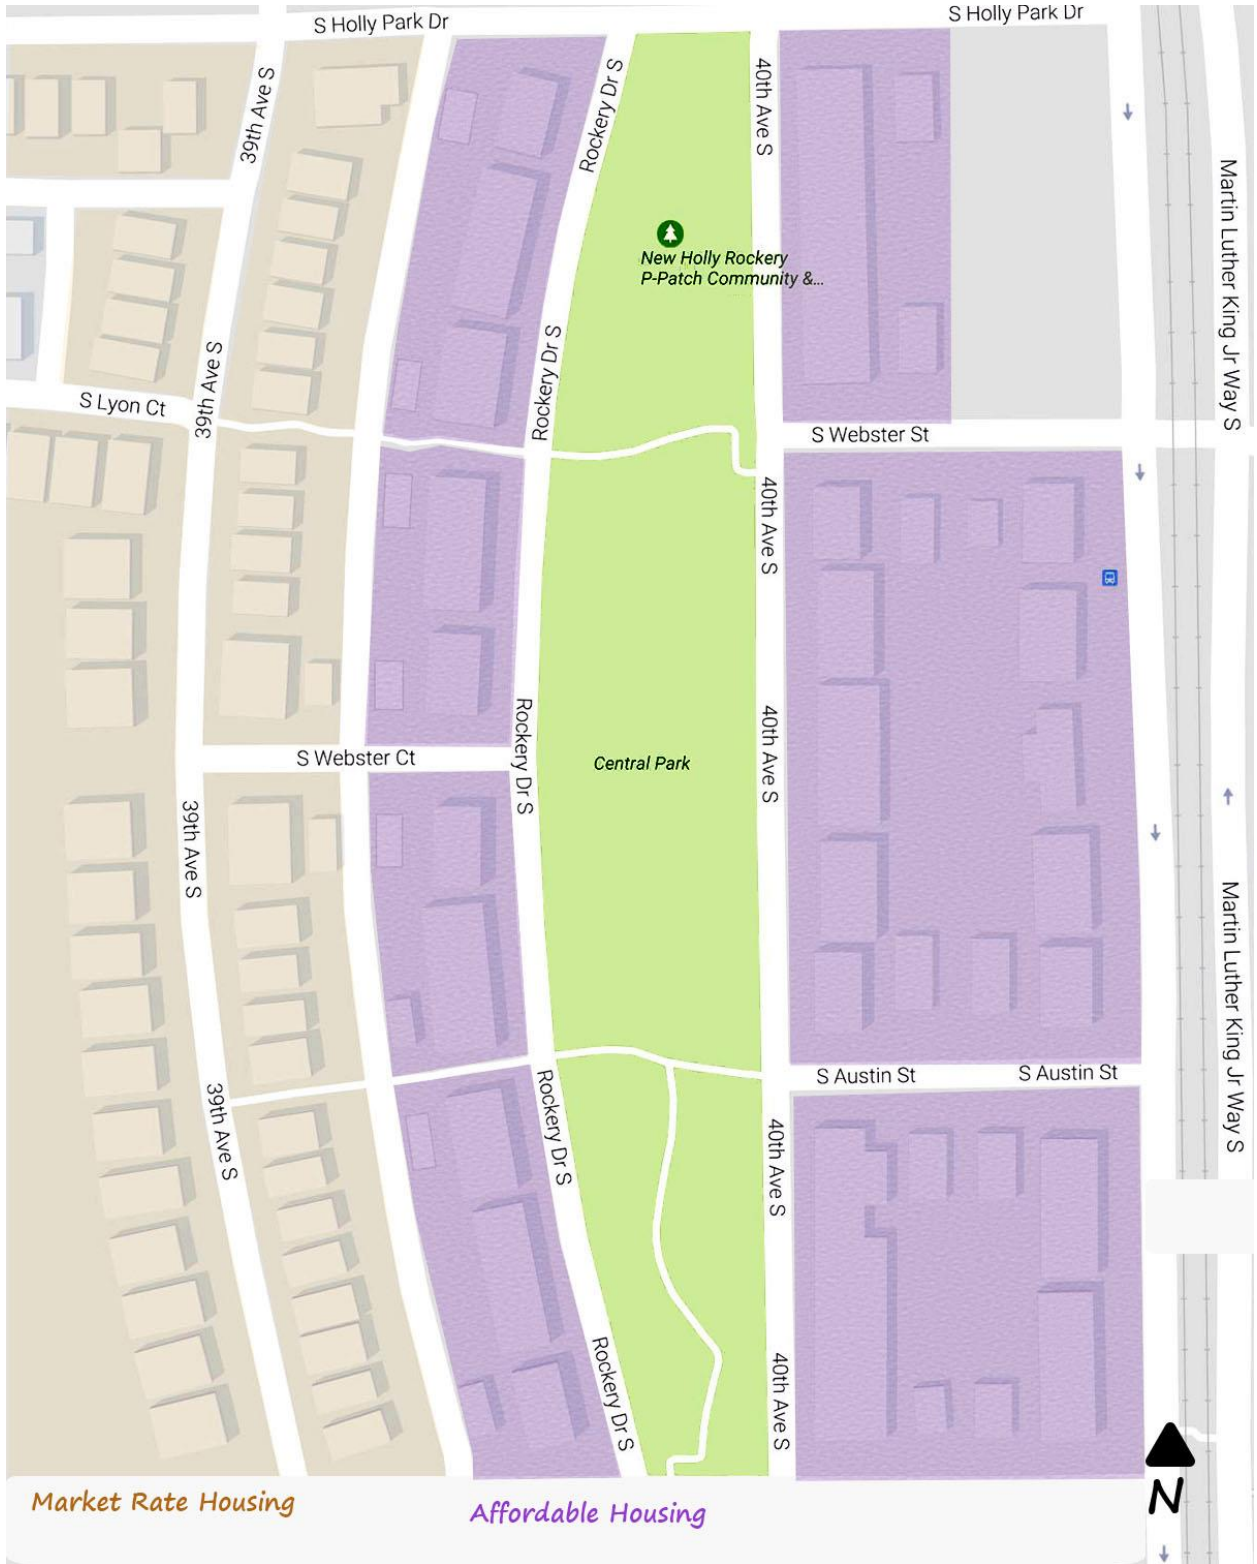 S Holly Park Dr
S Holly Park Dr
39th Ave S
Rockery Dr S
40th Ave S
Martin Luther King Jr Way S
New Holly Rockery
P-Patch Community &...
39th Ave S
Rockery Dr S
S Lyon Ct
S Webster St
40th Ave S
Rockery Dr S
40th Ave S
S Webster Ct
Central Park
39th Ave S
Martin Luther King Jr Way S
39th Ave S
Rockery Dr S
S Austin St
S Austin St
40th Ave S
Rockery Dr S
40th Ave S
N
Market Rate Housing
Affordable Housing